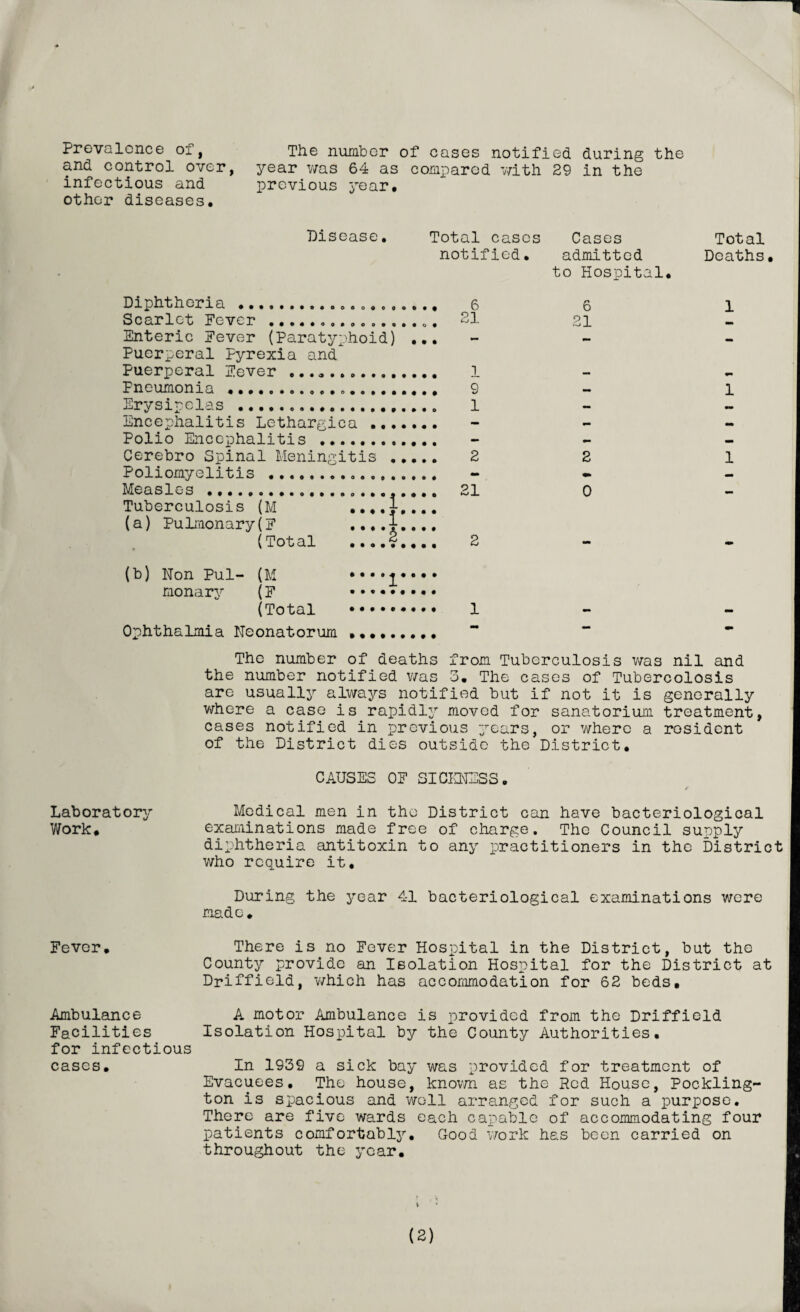 Prevalence of, The number of cases notified during the
and control over, year was 64 as compared with 29 in the
infectious and previous year.
other diseases.
Disease. Total cases Cases Total
notified. admitted Deaths.
to Hospital.
Diphtheria .................... 6 6 1
Scarlet Fever ................. 21 21 -
Enteric Fever (Paratyphoid) ... - - -
Puerperal Pyrexia and
Puerperal Fever ............... 1 - -
Pneumonia ..................... 9 - 1
Erysipelas .................... 1 - -
Encephalitis Lethargica ....... - - -
Polio Encephalitis ............ - - -
Cerebro Spinal Meningitis ..... 2 2 1
Poliomyelitis ................. - - -
Measles ....................... 21 0 -
Tuberculosis (M ....1....
(a) Pulmonary(F ....1....
(Total ....2.... 2 - -
(b) Non Pul- (M ....1....
monary (F .........
(Total ......... 1 - -
Ophthalmia Neonatorum ......... - - -
The number of deaths from Tuberculosis was nil and
the number notified was 3. The cases of Tubercolosis
are usually always notified but if not it is generally
where a case is rapidly moved for sanatorium treatment,
cases notified in previous years, or where a resident
of the District dies outside the District.
CAUSES OF SICKNESS.
Laboratory Medical men in the District can have bacteriological
Work. examinations made free of charge. The Council supply
diphtheria antitoxin to any practitioners in the District
who require it.
During the year 41 bacteriological examinations were
made.
Fever. There is no Fever Hospital in the District, but the
County provide an Isolation Hospital for the District at
Driffield, which has accommodation for 62 beds.
Ambulance A motor Ambulance is provided from the Driffield
Facilities Isolation Hospital by the County Authorities.
for infectious
cases. In 1939 a sick bay was provided for treatment of
Evacuees. The house, known as the Red House, Pockling-
ton is spacious and well arranged for such a purpose.
There are five wards each capable of accommodating four
patients comfortably. Good work has been carried on
throughout the year.
(2)